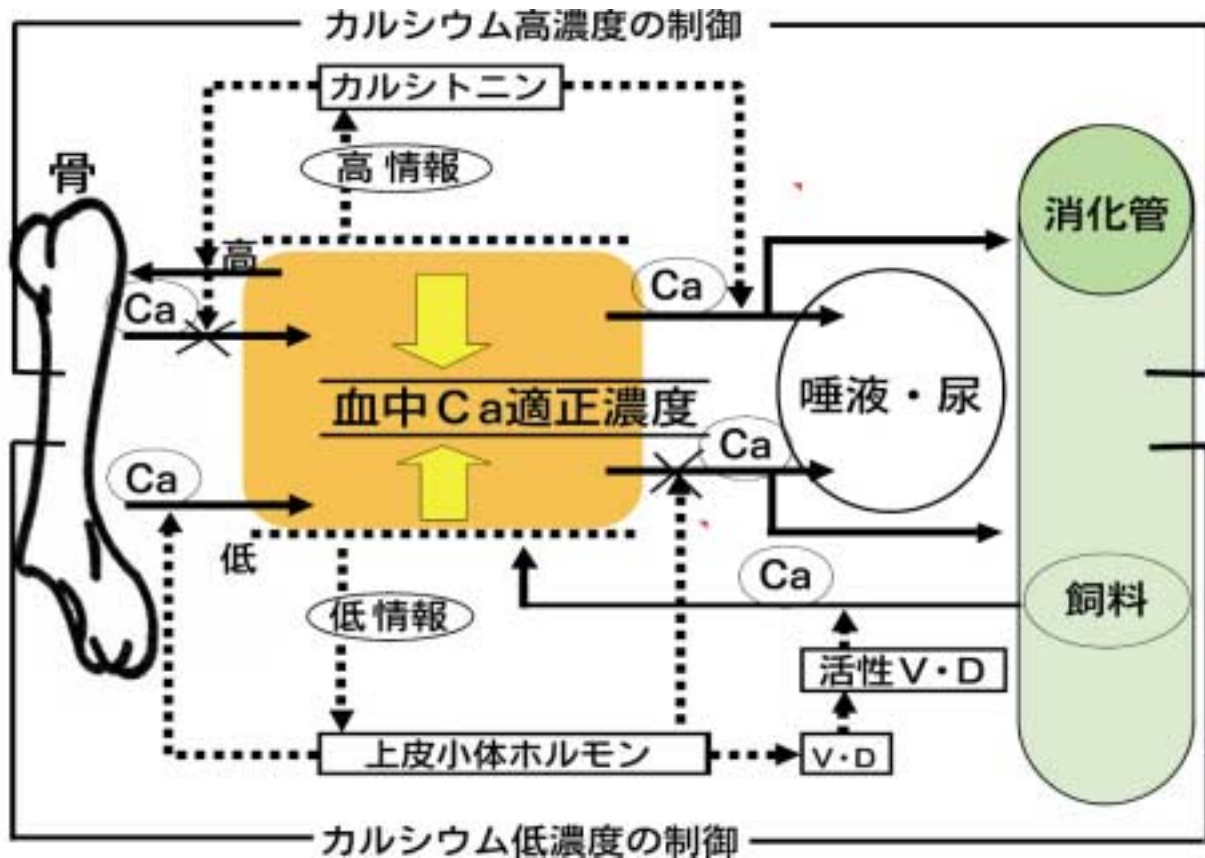 カルシウム高濃度の制御
カルシトニン
高 情報
骨
消化管
高
Ca
Ca
血中Ca適正濃度
唾液・尿
Ca
Ca
低
Ca
飼料
低 情報
活性V・D
上皮小体ホルモン
V・D
カルシウム低濃度の制御